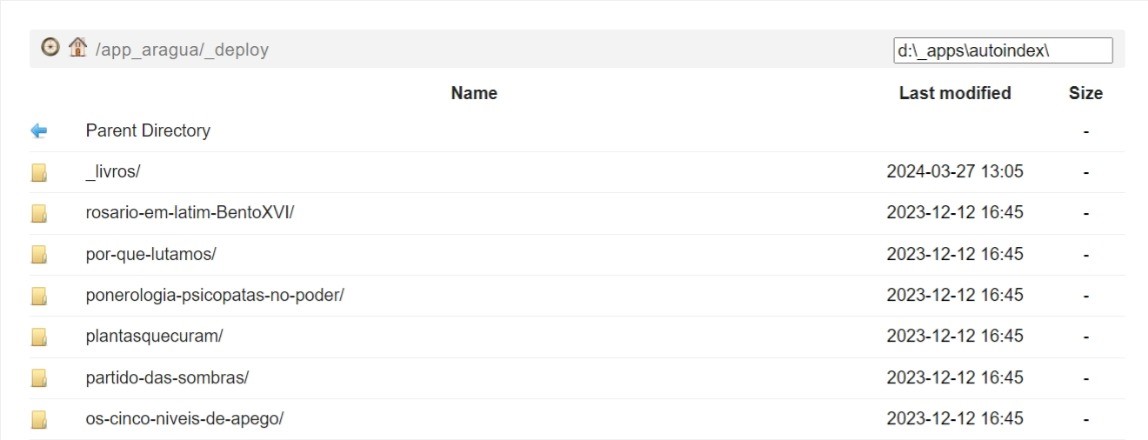 /app_aragua/_deploy d:\_apps\autoindex\
Name Last modified Size
Parent Directory -
_livros/ 2024-03-27 13:05 -
rosario-em-latim-BentoXVI/ 2023-12-12 16:45 -
por-que-lutamos/ 2023-12-12 16:45 -
ponerologia-psicopatas-no-poder/ 2023-12-12 16:45 -
plantasquecuram/ 2023-12-12 16:45 -
partido-das-sombras/ 2023-12-12 16:45 -
os-cinco-niveis-de-apego/ 2023-12-12 16:45 -